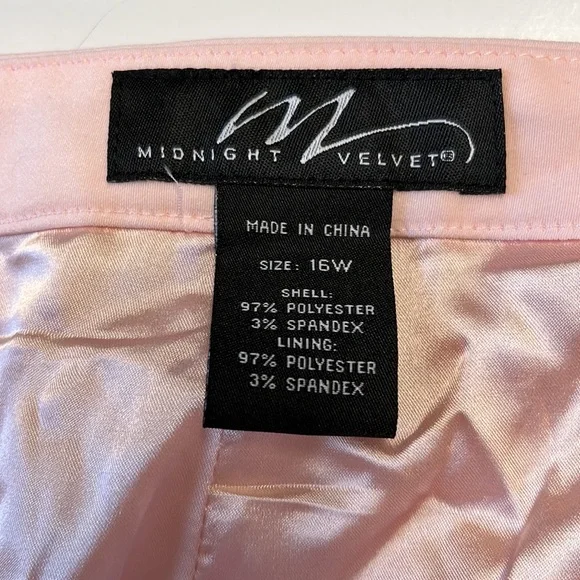 MIDNIGHT VELVET
MADE IN CHINA
SIZE: 16W
SHELL:
97% POLYESTER
3% SPANDEX
LINING:
97% POLYESTER
3% SPANDEX